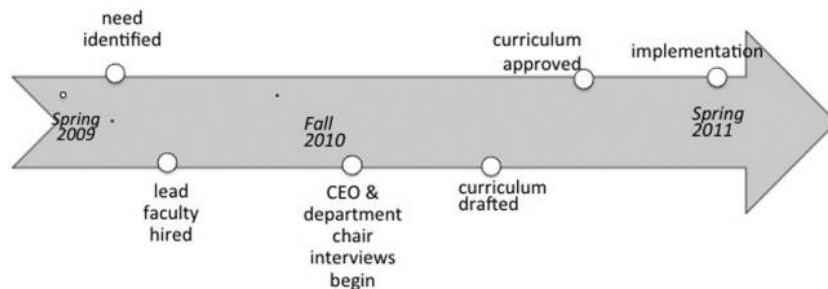 need
identified
curriculum
approved
implementation
Spring
2009
Fall
2010
Spring
2011
lead
faculty
hired
CEO &
department
chair
interviews
begin
curriculum
drafted